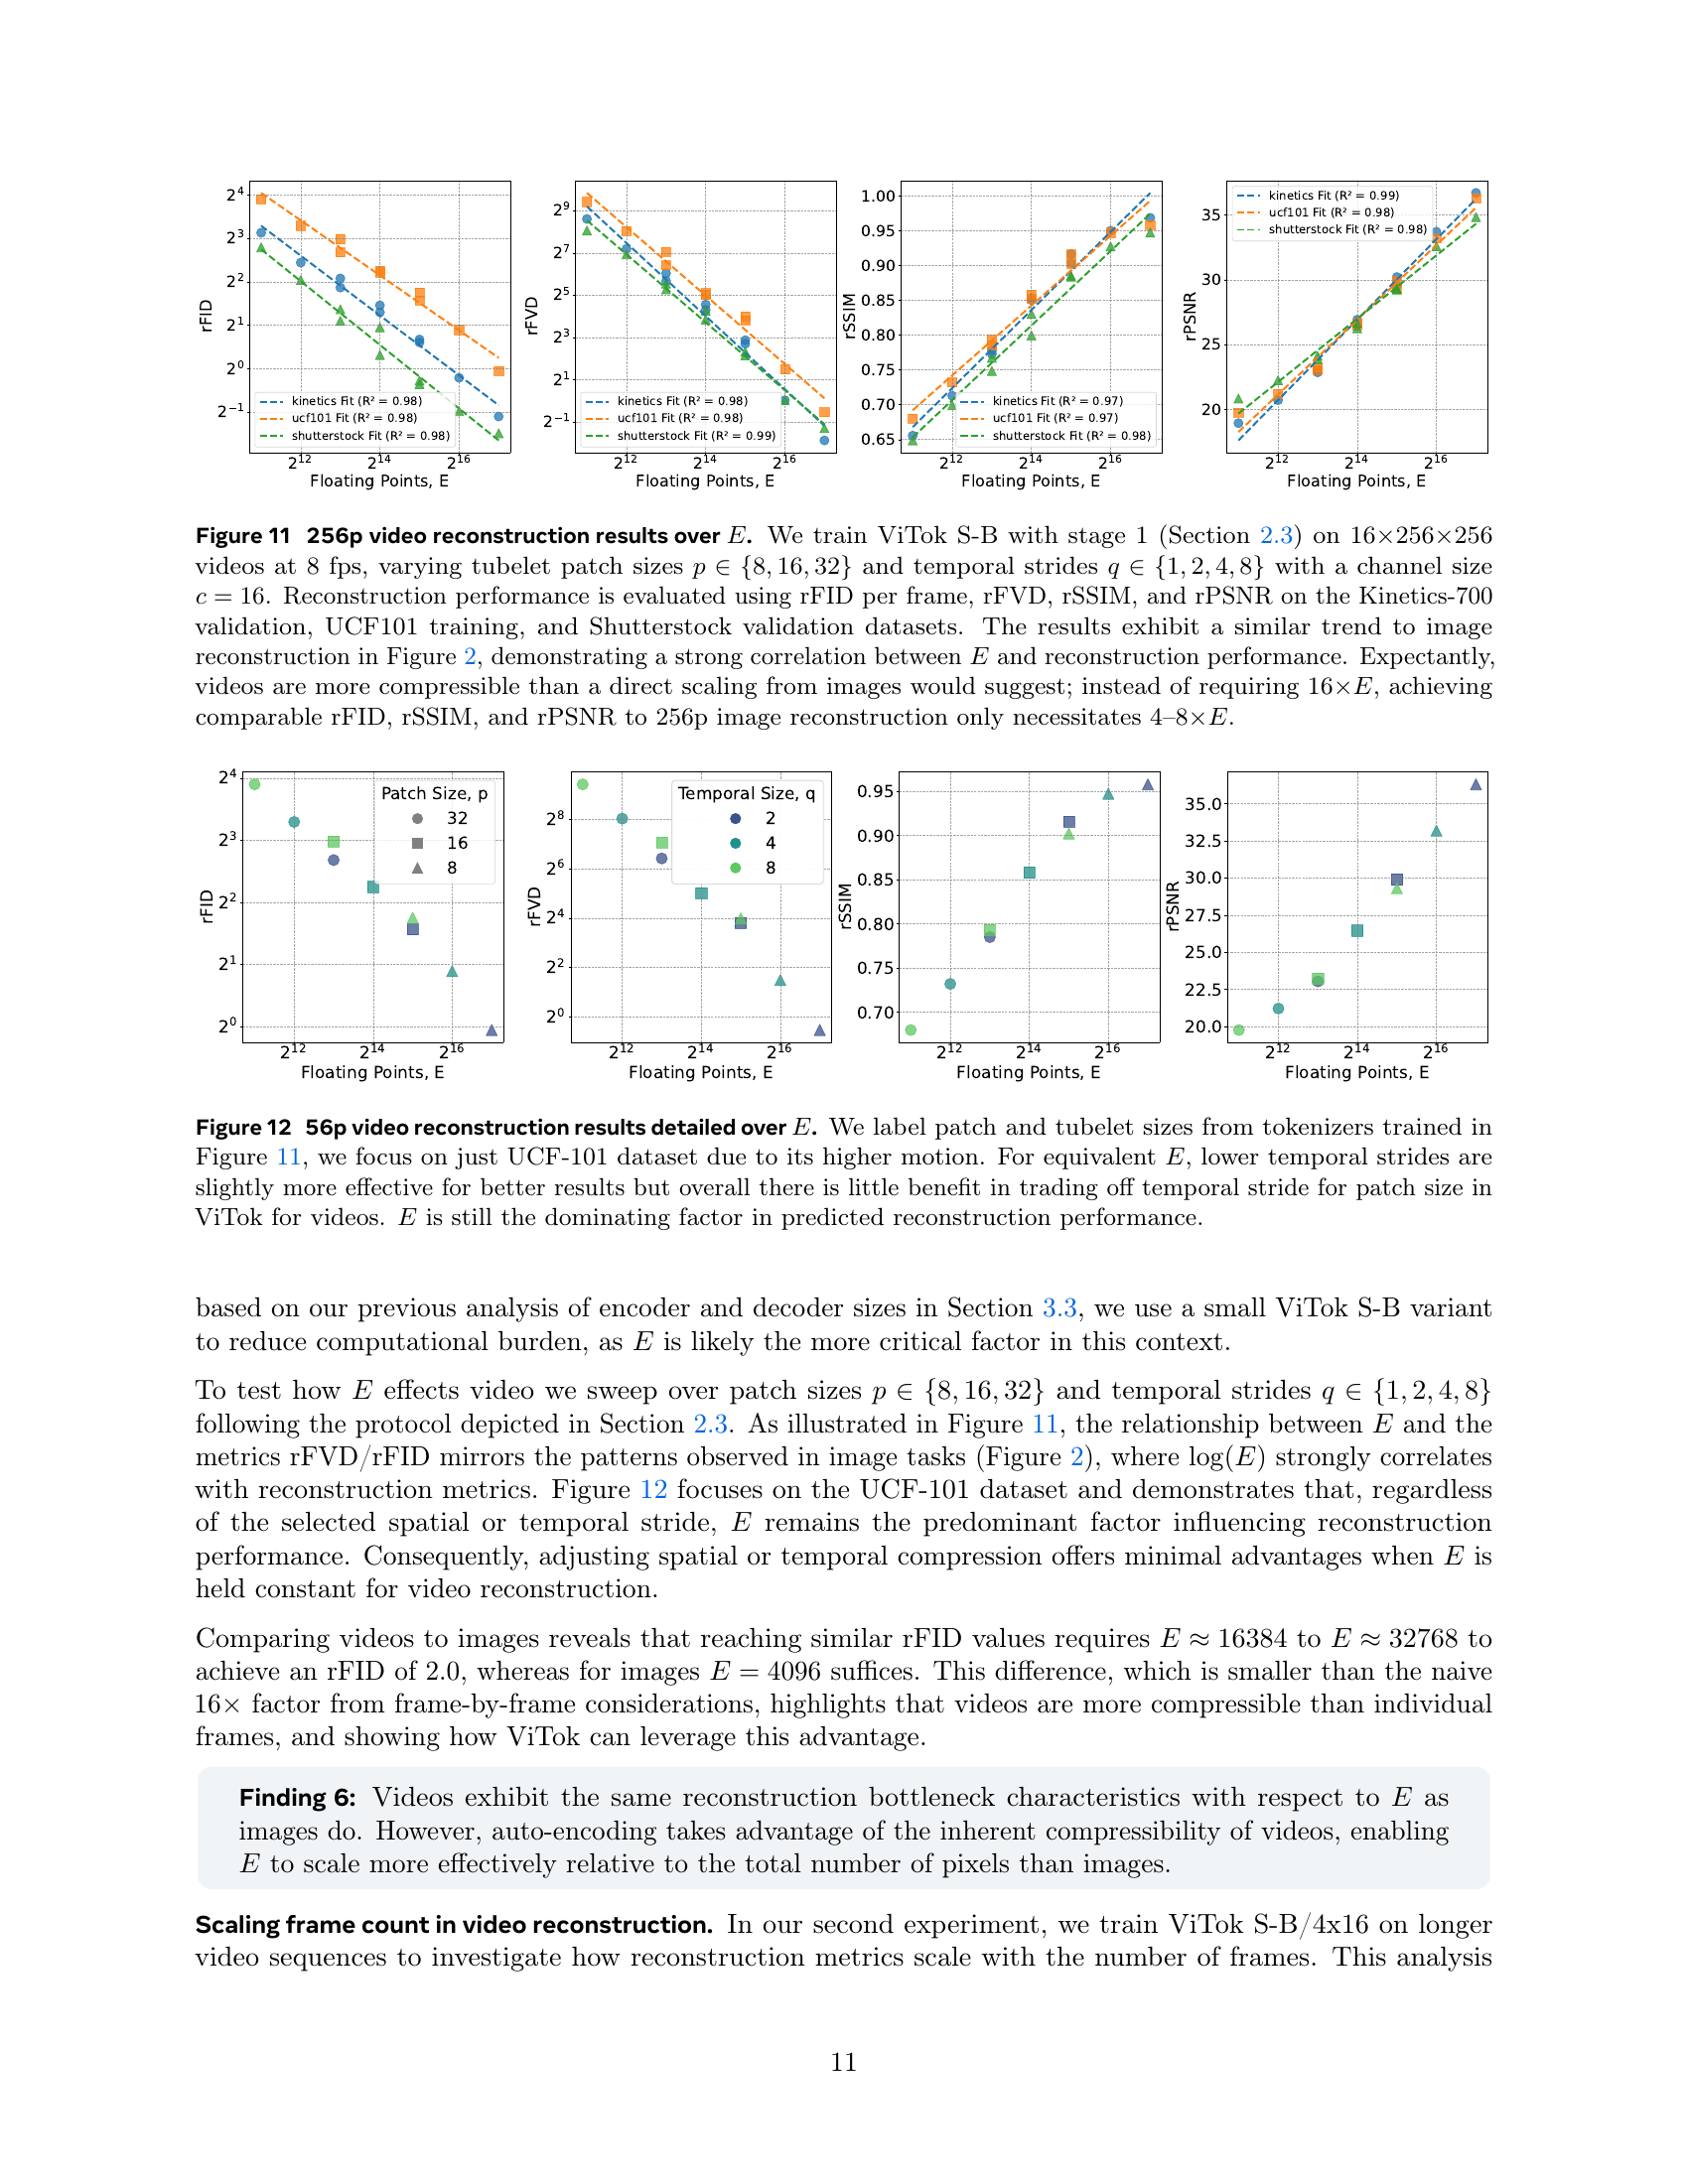 2^4
2^3
2^2
2^1
2^0
2^−1
rFID
kinetics Fit (R² = 0.98)
ucf101 Fit (R² = 0.98)
shutterstock Fit (R² = 0.98)
2^12 2^14 2^16
Floating Points, E
2^9
2^7
2^5
2^3
2^1
2^−1
rFVD
kinetics Fit (R² = 0.98)
ucf101 Fit (R² = 0.98)
shutterstock Fit (R² = 0.99)
2^12 2^14 2^16
Floating Points, E
1.00
0.95
0.90
0.85
0.80
0.75
0.70
0.65
rSSIM
kinetics Fit (R² = 0.97)
ucf101 Fit (R² = 0.97)
shutterstock Fit (R² = 0.98)
2^12 2^14 2^16
Floating Points, E
35
30
25
20
rPSNR
kinetics Fit (R² = 0.99)
ucf101 Fit (R² = 0.98)
shutterstock Fit (R² = 0.98)
2^12 2^14 2^16
Floating Points, E
Figure 11 256p video reconstruction results over E. We train ViTok S-B with stage 1 (Section 2.3) on 16×256×256
videos at 8 fps, varying tubelet patch sizes p ∈ {8, 16, 32} and temporal strides q ∈ {1, 2, 4, 8} with a channel size
c = 16. Reconstruction performance is evaluated using rFID per frame, rFVD, rSSIM, and rPSNR on the Kinetics-700
validation, UCF101 training, and Shutterstock validation datasets. The results exhibit a similar trend to image
reconstruction in Figure 2, demonstrating a strong correlation between E and reconstruction performance. Expectantly,
videos are more compressible than a direct scaling from images would suggest; instead of requiring 16×E, achieving
comparable rFID, rSSIM, and rPSNR to 256p image reconstruction only necessitates 4–8×E.
2^4
2^3
2^2
2^1
2^0
rFID
Patch Size, p
32
16
8
2^12 2^14 2^16
Floating Points, E
2^8
2^6
2^4
2^2
2^0
rFVD
Temporal Size, q
2
4
8
2^12 2^14 2^16
Floating Points, E
0.95
0.90
0.85
0.80
0.75
0.70
rSSIM
2^12 2^14 2^16
Floating Points, E
35.0
32.5
30.0
27.5
25.0
22.5
20.0
rPSNR
2^12 2^14 2^16
Floating Points, E
Figure 12 56p video reconstruction results detailed over E. We label patch and tubelet sizes from tokenizers trained in
Figure 11, we focus on just UCF-101 dataset due to its higher motion. For equivalent E, lower temporal strides are
slightly more effective for better results but overall there is little benefit in trading off temporal stride for patch size in
ViTok for videos. E is still the dominating factor in predicted reconstruction performance.
based on our previous analysis of encoder and decoder sizes in Section 3.3, we use a small ViTok S-B variant
to reduce computational burden, as E is likely the more critical factor in this context.
To test how E effects video we sweep over patch sizes p ∈ {8, 16, 32} and temporal strides q ∈ {1, 2, 4, 8}
following the protocol depicted in Section 2.3. As illustrated in Figure 11, the relationship between E and the
metrics rFVD/rFID mirrors the patterns observed in image tasks (Figure 2), where log(E) strongly correlates
with reconstruction metrics. Figure 12 focuses on the UCF-101 dataset and demonstrates that, regardless
of the selected spatial or temporal stride, E remains the predominant factor influencing reconstruction
performance. Consequently, adjusting spatial or temporal compression offers minimal advantages when E is
held constant for video reconstruction.
Comparing videos to images reveals that reaching similar rFID values requires E ≈ 16384 to E ≈ 32768 to
achieve an rFID of 2.0, whereas for images E = 4096 suffices. This difference, which is smaller than the naive
16× factor from frame-by-frame considerations, highlights that videos are more compressible than individual
frames, and showing how ViTok can leverage this advantage.
Finding 6: Videos exhibit the same reconstruction bottleneck characteristics with respect to E as
images do. However, auto-encoding takes advantage of the inherent compressibility of videos, enabling
E to scale more effectively relative to the total number of pixels than images.
Scaling frame count in video reconstruction. In our second experiment, we train ViTok S-B/4x16 on longer
video sequences to investigate how reconstruction metrics scale with the number of frames. This analysis
11